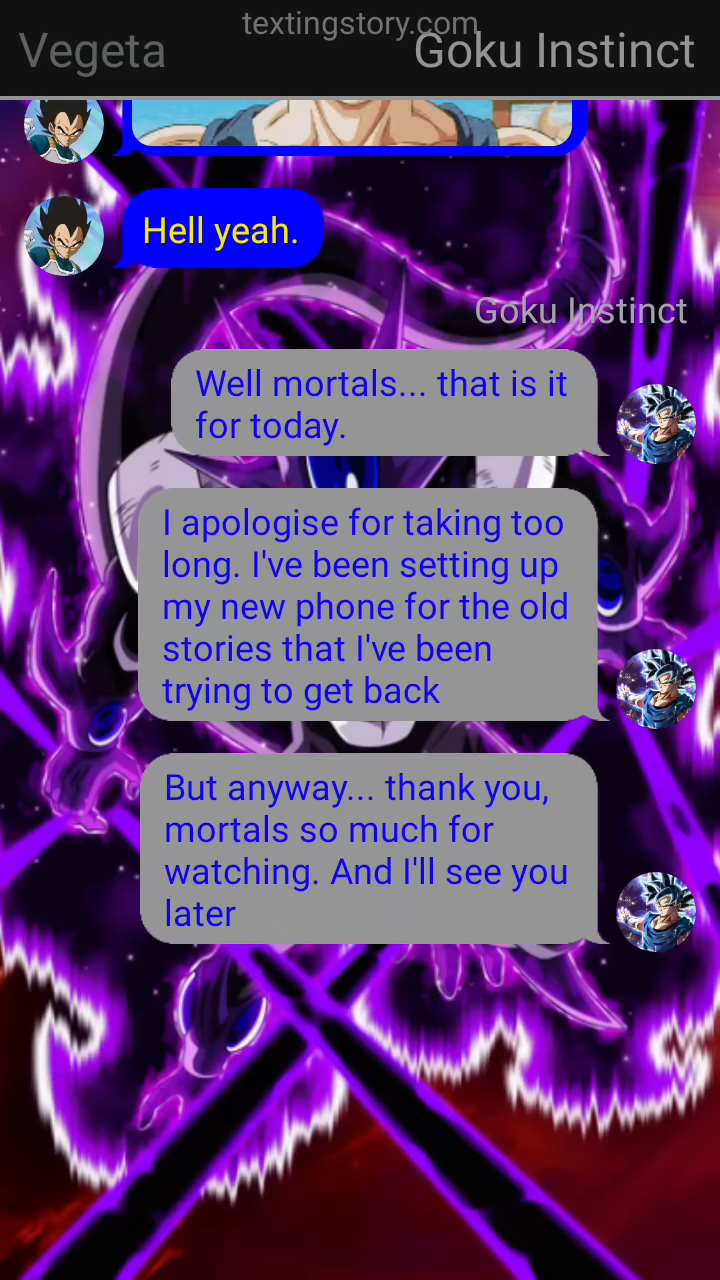 textingstory.com
Vegeta
Goku Instinct
Hell yeah.
Goku Instinct
Well mortals... that is it
for today.
I apologise for taking too
long. I've been setting up
my new phone for the old
stories that I've been
trying to get back
But anyway... thank you,
mortals so much for
watching. And I'll see you
later